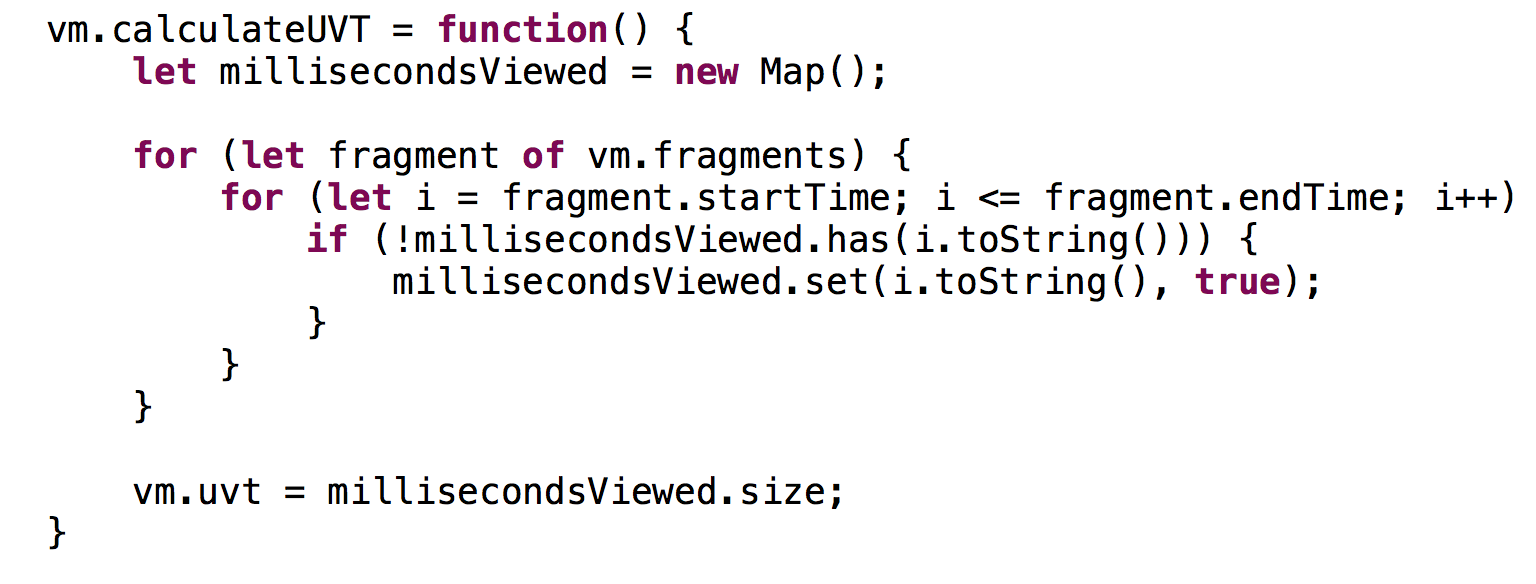 vm.calculateUVT = function() {
    let millisecondsViewed = new Map();

    for (let fragment of vm.fragments) {
        for (let i = fragment.startTime; i <= fragment.endTime; i++)
            if (!millisecondsViewed.has(i.toString())) {
                millisecondsViewed.set(i.toString(), true);
            }
        }
    }

    vm.uvt = millisecondsViewed.size;
}